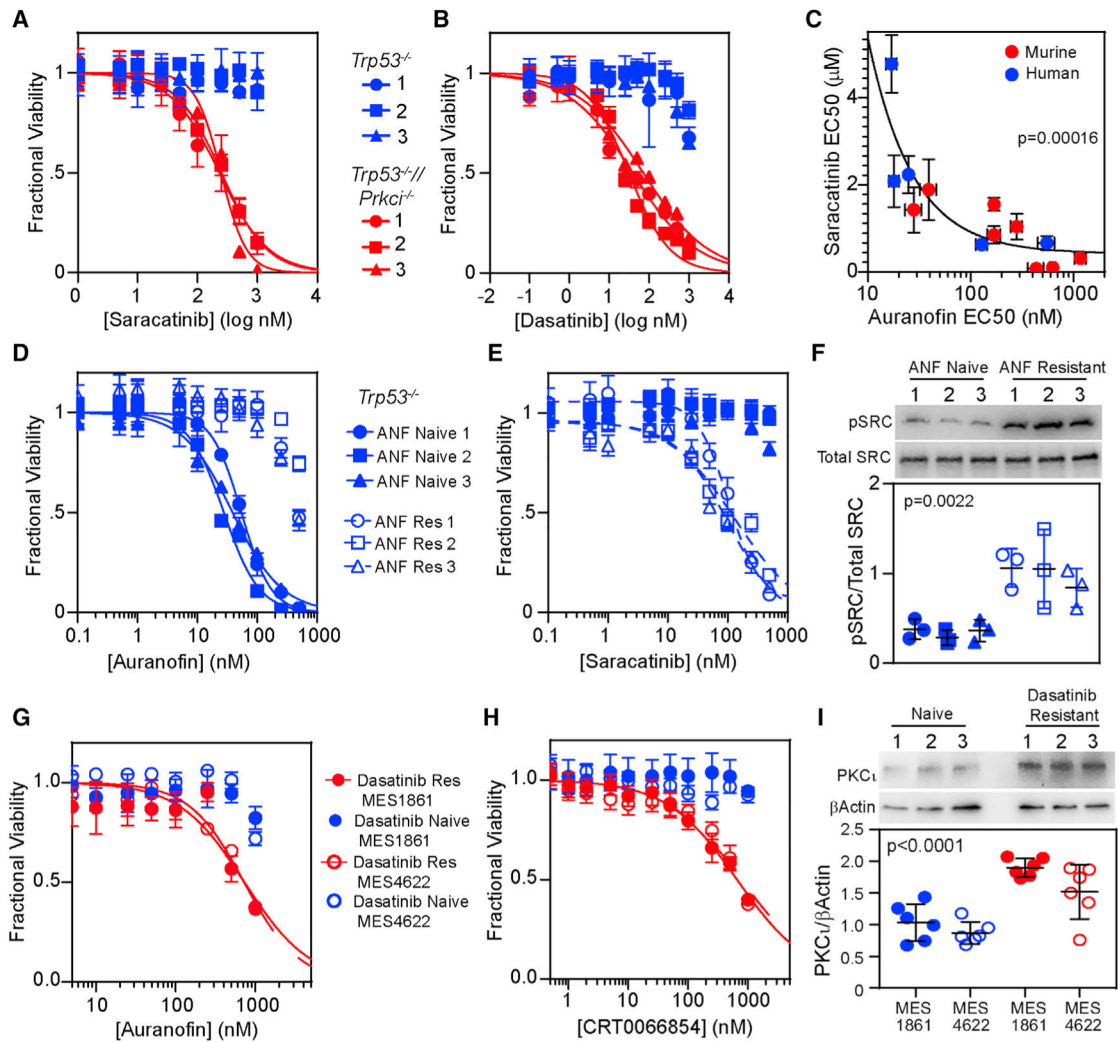 A
Fractional Viability
1
.5
0
0 1 2 3 4
[Saracatinib] (log nM)
Trp53-/-
1
2
3
Trp53-/-//
Prkci-/-
1
2
3
B
Fractional Viability
1
.5
0
-2 -1 0 1 2 3 4
[Dasatinib] (log nM)
C
Saracatinib EC50 (μM)
4
2
0
Murine
Human
p=0.00016
10 100 1000
Auranofin EC50 (nM)
D
Fractional Viability
1
.5
0
0.1 1 10 100 1000
[Auranofin] (nM)
Trp53-/-
ANF Naive 1
ANF Naive 2
ANF Naive 3
ANF Res 1
ANF Res 2
ANF Res 3
E
Fractional Viability
1
.5
0
0.1 1 10 100 1000
[Saracatinib] (nM)
F
ANF Naive ANF Resistant
1 2 3 1 2 3
pSRC
Total SRC
pSRC/Total SRC
2
1
0
p=0.0022
G
Fractional Viability
1.0
0.5
0.0
10 100 1000
[Auranofin] (nM)
Dasatinib Res
MES1861
Dasatinib Naive
MES1861
Dasatinib Res
MES4622
Dasatinib Naive
MES4622
H
Fractional Viability
1.0
0.5
0.0
1 10 100 1000
[CRT0066854] (nM)
I
Naive Dasatinib
Resistant
1 2 3 1 2 3
PKCι
βActin
PKCι/βActin
2.5
2.0
1.5
1.0
0.5
0.0
p<0.0001
MES MES MES MES
1861 4622 1861 4622